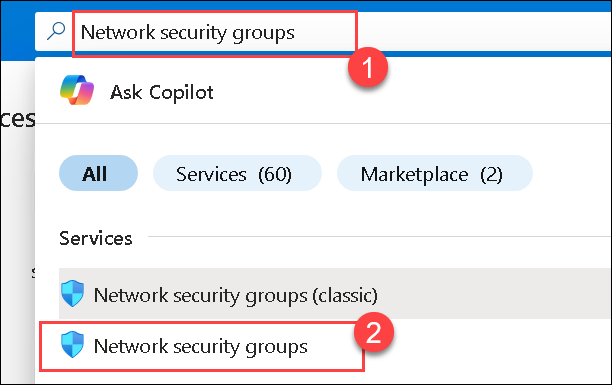 Network security groups
1
Ask Copilot
ces
All Services (60) Marketplace (2)
Services
Network security groups (classic)
2
Network security groups